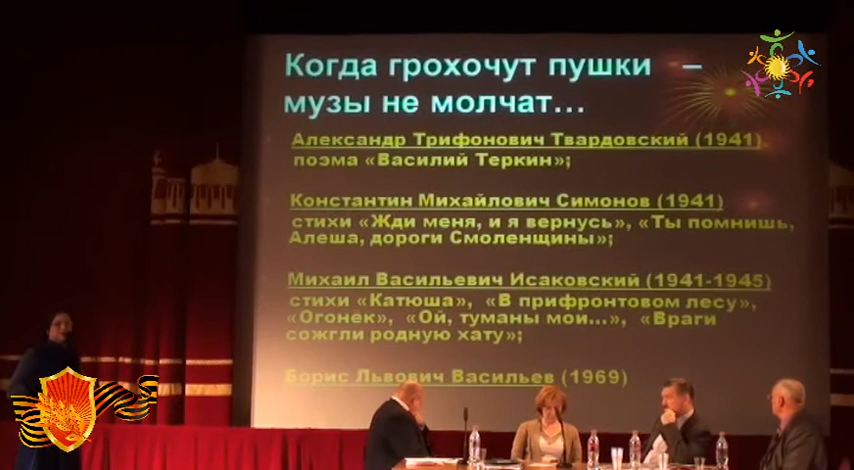 Когда грохочут пушки –
музы не молчат...
Александр Трифонович Твардовский (1941)
поэма «Василий Теркин»;
Константин Михайлович Симонов (1941)
стихи «Жди меня, и я вернусь», «Ты помнишь,
Алеша, дороги Смоленщины»;
Михаил Васильевич Исаковский (1941-1945)
стихи «Катюша», «В прифронтовом лесу»,
«Огонек», «Ой, туманы мои...», «Враги
сожгли родную хату»;
Борис Львович Васильев (1969)